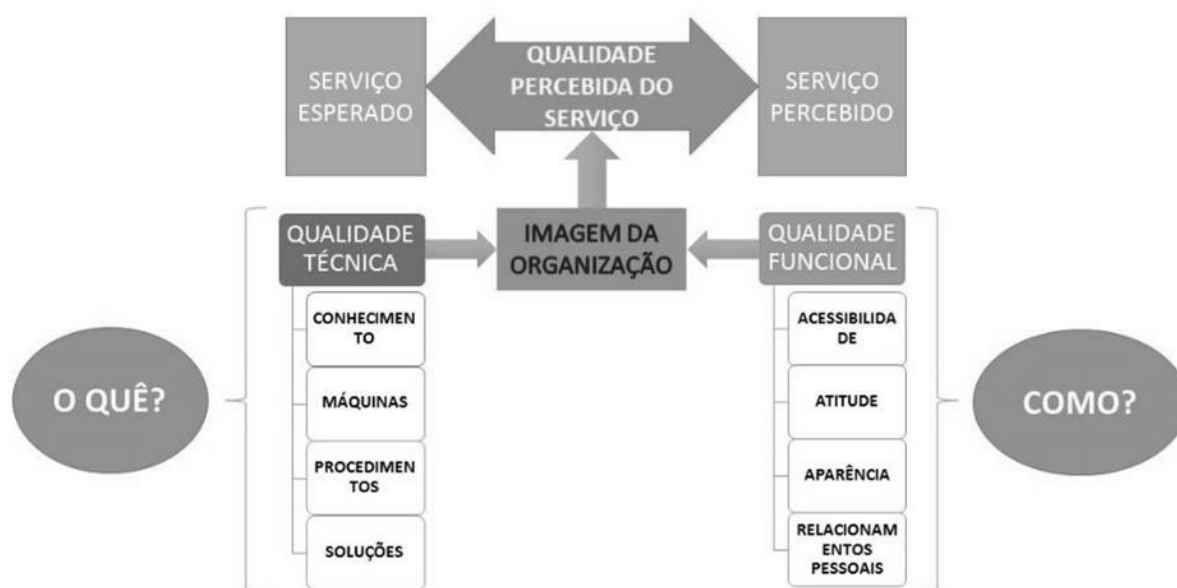 SERVIÇO
ESPERADO
QUALIDADE
PERCEBIDA DO
SERVIÇO
SERVIÇO
PERCEBIDO
QUALIDADE
TÉCNICA
IMAGEM DA
ORGANIZAÇÃO
QUALIDADE
FUNCIONAL
O QUÊ?
CONHECIMEN
TO
MÁQUINAS
PROCEDIMEN
TOS
SOLUÇÕES
ACESSIBILIDA
DE
ATITUDE
APARÊNCIA
RELACIONAM
ENTOS PESSOAIS
COMO?